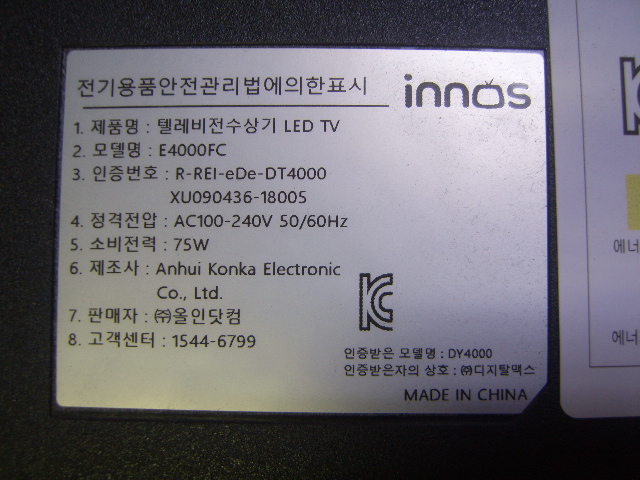 전기용품안전관리법에의한표시
innos
1. 제품명 : 텔레비전수상기 LED TV
2. 모델명 : E4000FC
3. 인증번호 : R-REI-eDe-DT4000
XU090436-18005
4. 정격전압 : AC100-240V 50/60Hz
5. 소비전력 : 75W
6. 제조사 : Anhui Konka Electronic
Co., Ltd.
7. 판매자 : ㈜올인닷컴
8. 고객센터 : 1544-6799
인증받은 모델명 : DY4000
인증받은자의 상호 : ㈜디지탈맥스
MADE IN CHINA
에너
에너